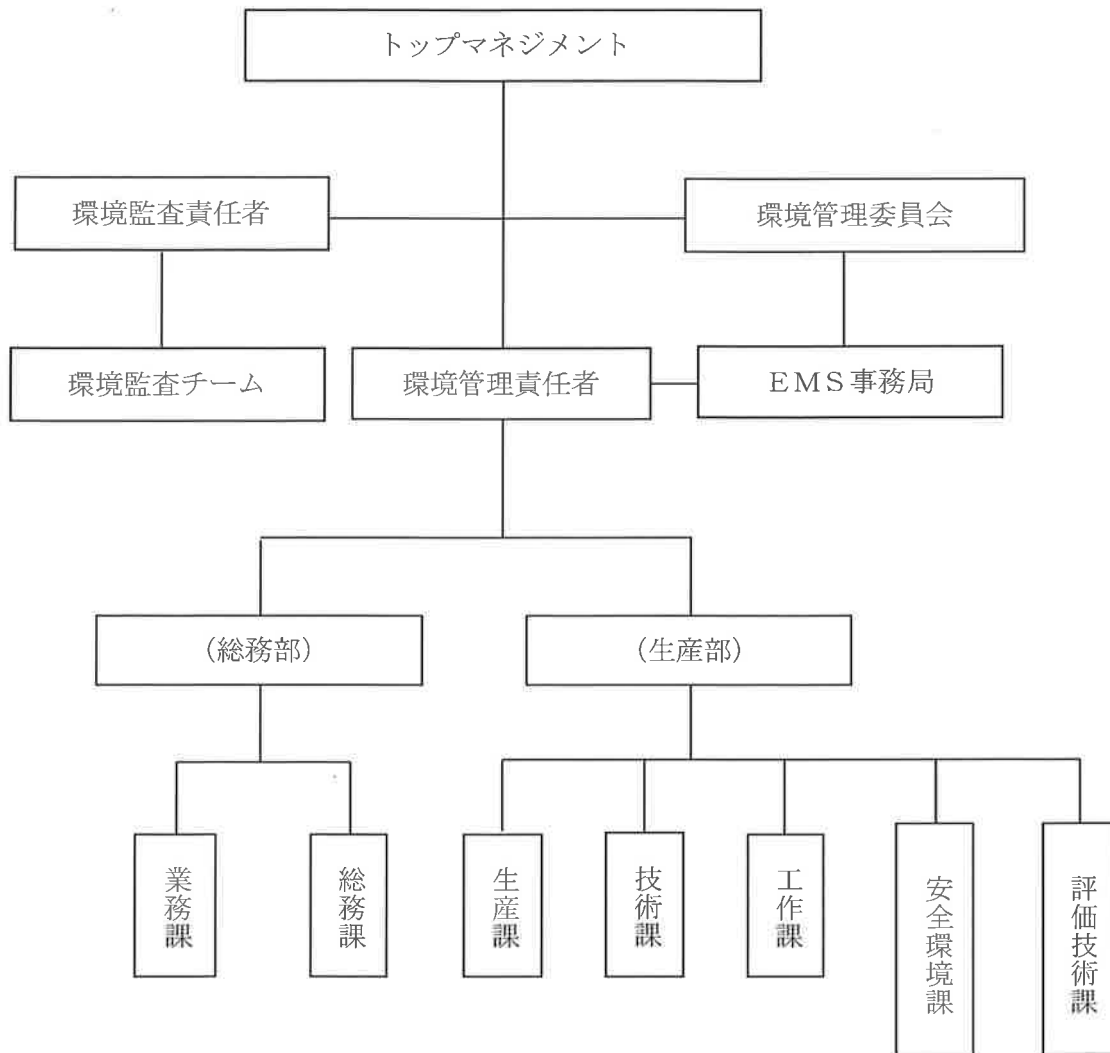 トップマネジメント
環境監査責任者
環境管理委員会
環境監査チーム
環境管理責任者
ＥＭＳ事務局
（総務部）
（生産部）
業務課
総務課
生産課
技術課
工作課
安全環境課
評価技術課